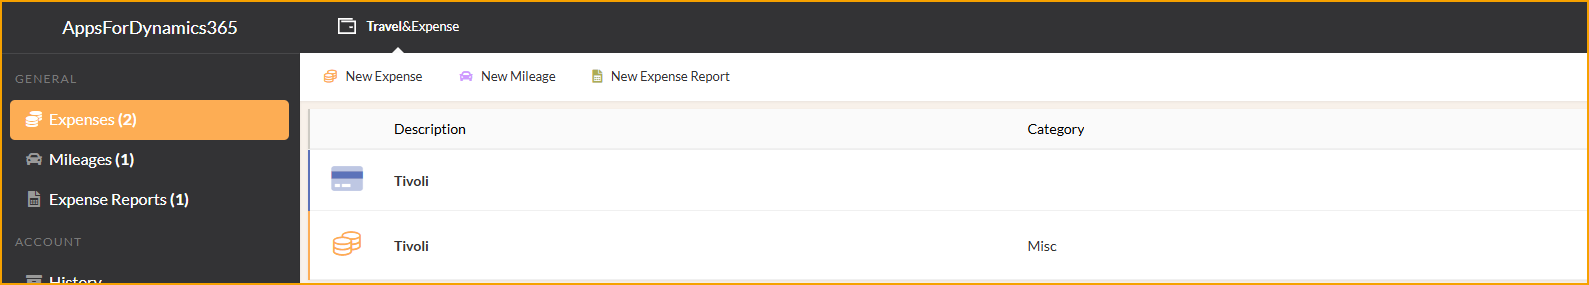 AppsForDynamics365
Travel&Expense
GENERAL
Expenses (2)
Mileages (1)
Expense Reports (1)
ACCOUNT
History
New Expense
New Mileage
New Expense Report
Description
Category
Tivoli
Tivoli
Misc